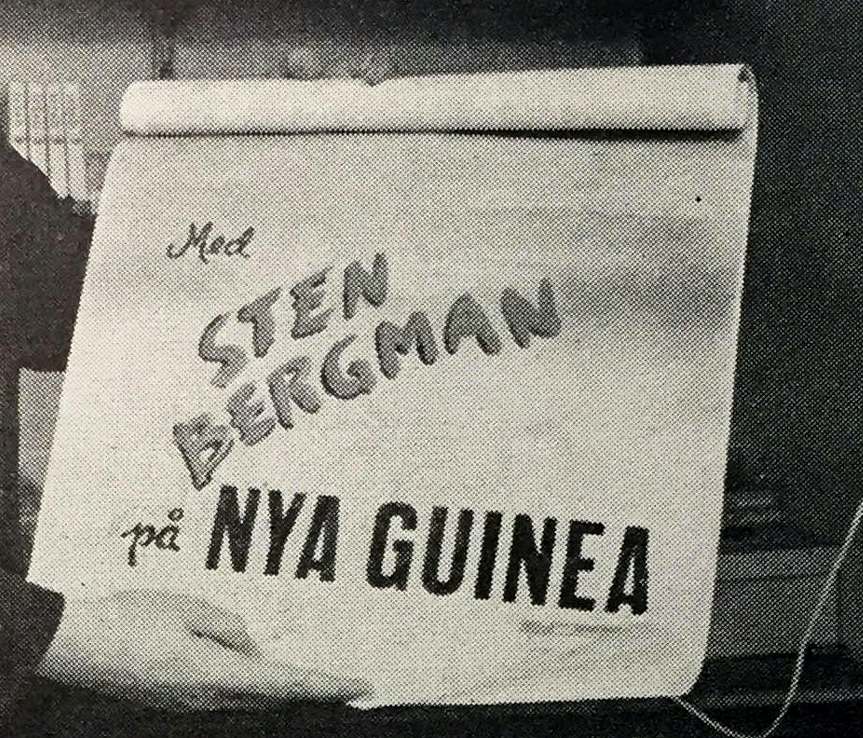 Med
STEN
BERGMAN
på NYA GUINEA